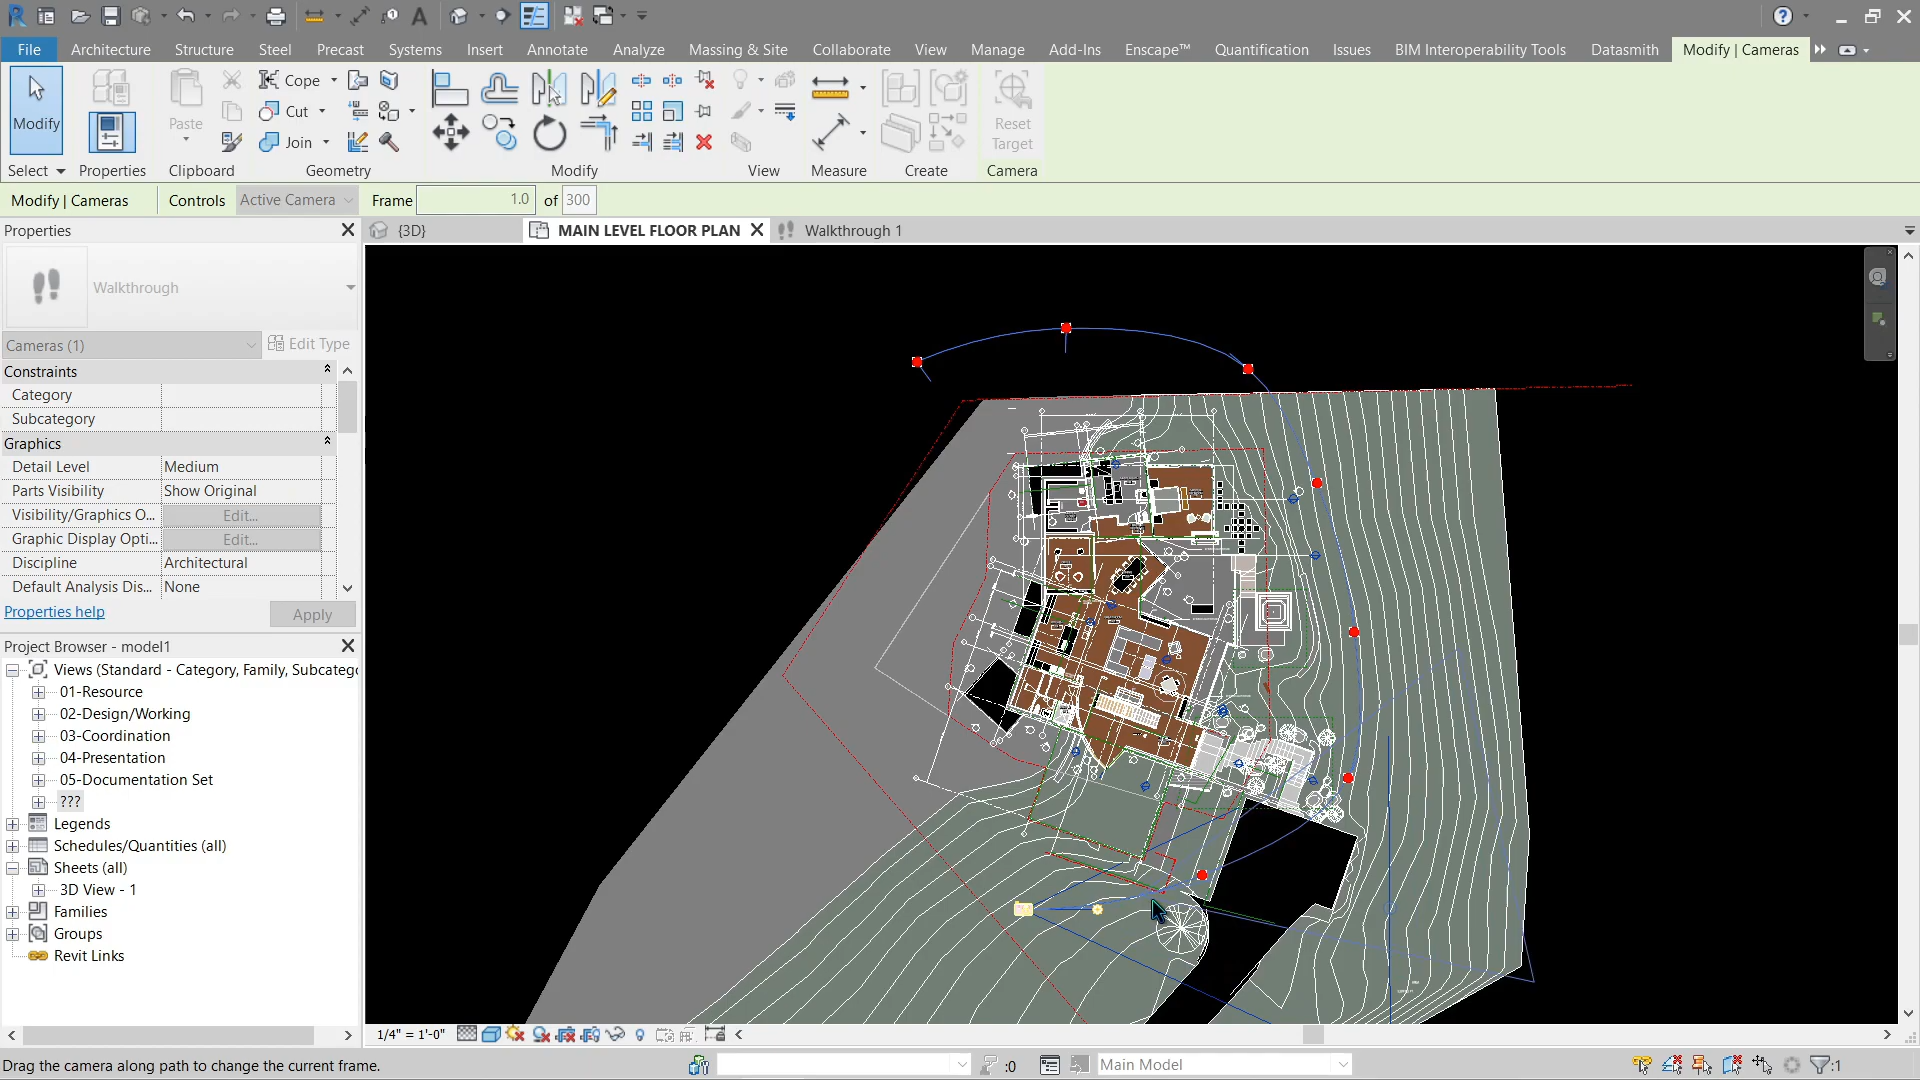 File Architecture Structure Steel Precast Systems Insert Annotate Analyze Massing & Site Collaborate View Manage Add-Ins Enscape™ Quantification Issues BIM Interoperability Tools Datasmith Modify | Cameras
Modify
Paste
Cope
Cut
Join
Reset
Target
Select Properties Clipboard Geometry Modify View Measure Create Camera
Modify | Cameras Controls Active Camera Frame 1.0 of 300
Properties
{3D} MAIN LEVEL FLOOR PLAN Walkthrough 1
Walkthrough
Cameras (1) Edit Type
Constraints
Category
Subcategory
Graphics
Detail Level Medium
Parts Visibility Show Original
Visibility/Graphics O... Edit...
Graphic Display Opti... Edit...
Discipline Architectural
Default Analysis Dis... None
Properties help Apply
Project Browser - model1
Views (Standard - Category, Family, Subcatego
01-Resource
02-Design/Working
03-Coordination
04-Presentation
05-Documentation Set
???
Legends
Schedules/Quantities (all)
Sheets (all)
3D View - 1
Families
Groups
Revit Links
1/4" = 1'-0"
Drag the camera along path to change the current frame.
:0 Main Model :1